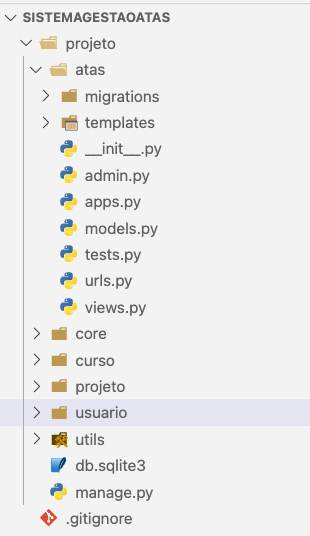 SISTEMAGESTAOATAS
projeto
atas
migrations
templates
__init__.py
admin.py
apps.py
models.py
tests.py
urls.py
views.py
core
curso
projeto
usuario
utils
db.sqlite3
manage.py
.gitignore